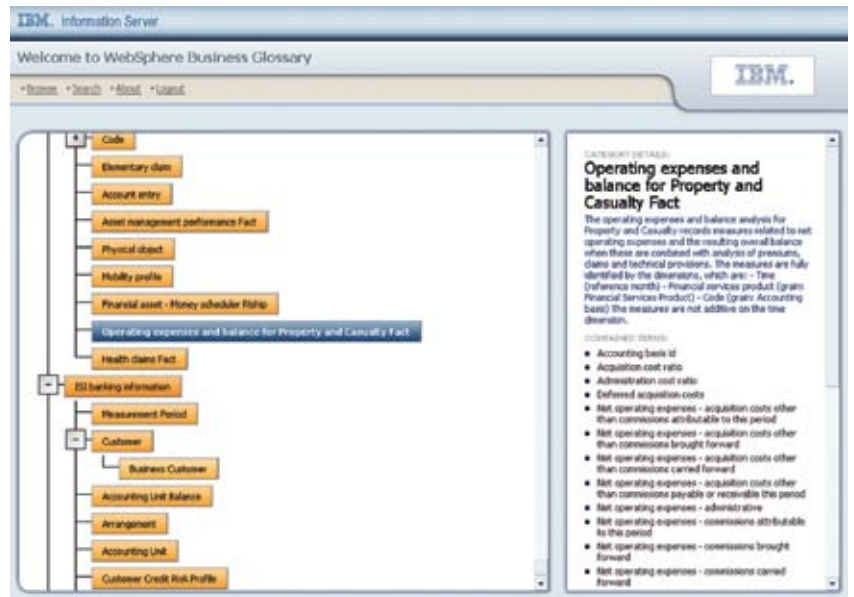 IBM. Information Server
Welcome to WebSphere Business Glossary
IBM.
Browse Search About Logout
+ Code
Elementary claim
Account entry
Asset management performance Fact
Physical object
Mobility profile
Financial asset - Money scheduler Rlship
Operating expenses and balance for Property and Casualty Fact
Health claims Fact
- ISI banking information
Measurement Period
- Customer
Business Customer
Accounting Unit Balance
Arrangement
Accounting Unit
Customer Credit Risk Profile
CATEGORY DETAILS:
Operating expenses and
balance for Property and
Casualty Fact
The operating expenses and balance analysis for
Property and Casualty records measures related to net
operating expenses and the resulting overall balance
when these are combined with analysis of premiums,
claims and technical provisions. The measures are fully
identified by the dimensions, which are: - Time
(reference month) - Financial services product (grain:
Financial Services Product) - Code (grain: Accounting
basis) The measures are not additive on the time
dimension.
CONTAINED TERMS:
• Accounting basis id
• Acquisition cost ratio
• Administration cost ratio
• Deferred acquisition costs
• Net operating expenses - acquisition costs other
than commissions attributable to this period
• Net operating expenses - acquisition costs other
than commissions brought forward
• Net operating expenses - acquisition costs other
than commissions carried forward
• Net operating expenses - acquisition costs other
than commissions payable or receivable this period
• Net operating expenses - administrative
• Net operating expenses - commissions attributable
to this period
• Net operating expenses - commissions brought
forward
• Net operating expenses - commissions carried
forward